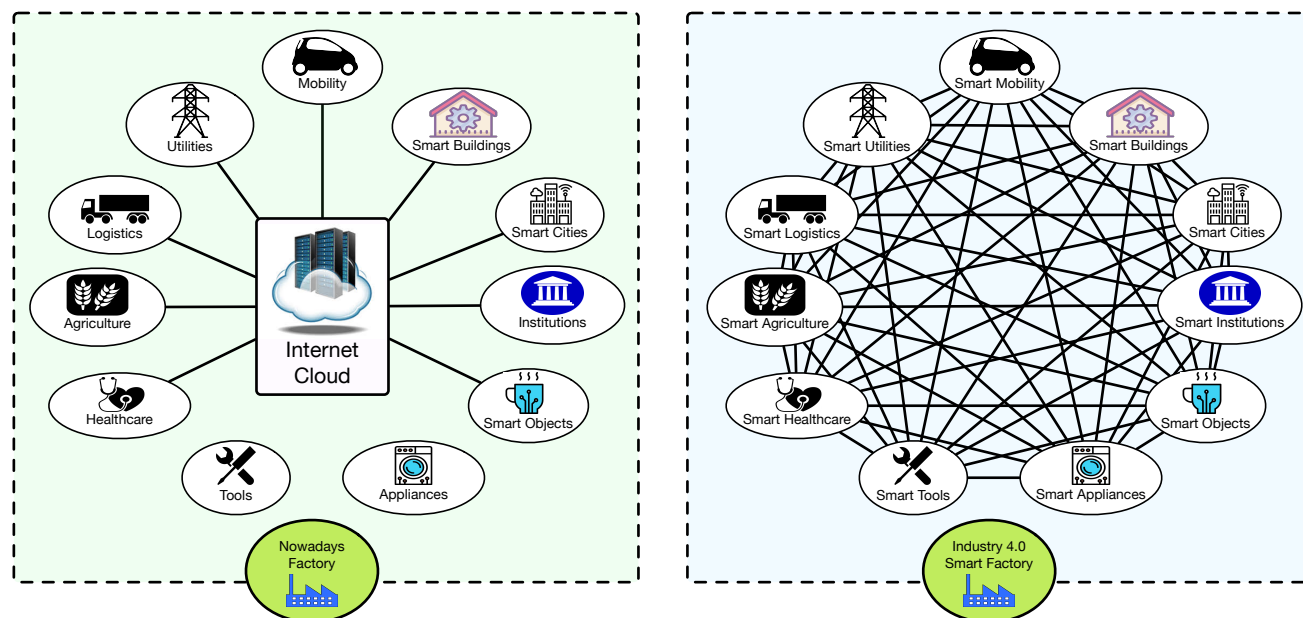 Mobility
Utilities
Smart Buildings
Logistics
Smart Cities
Agriculture
Institutions
Internet
Cloud
Healthcare
Smart Objects
Tools
Appliances
Nowadays
Factory
Smart Mobility
Smart Utilities
Smart Buildings
Smart Logistics
Smart Cities
Smart Agriculture
Smart Institutions
Smart Healthcare
Smart Objects
Smart Tools
Smart Appliances
Industry 4.0
Smart Factory